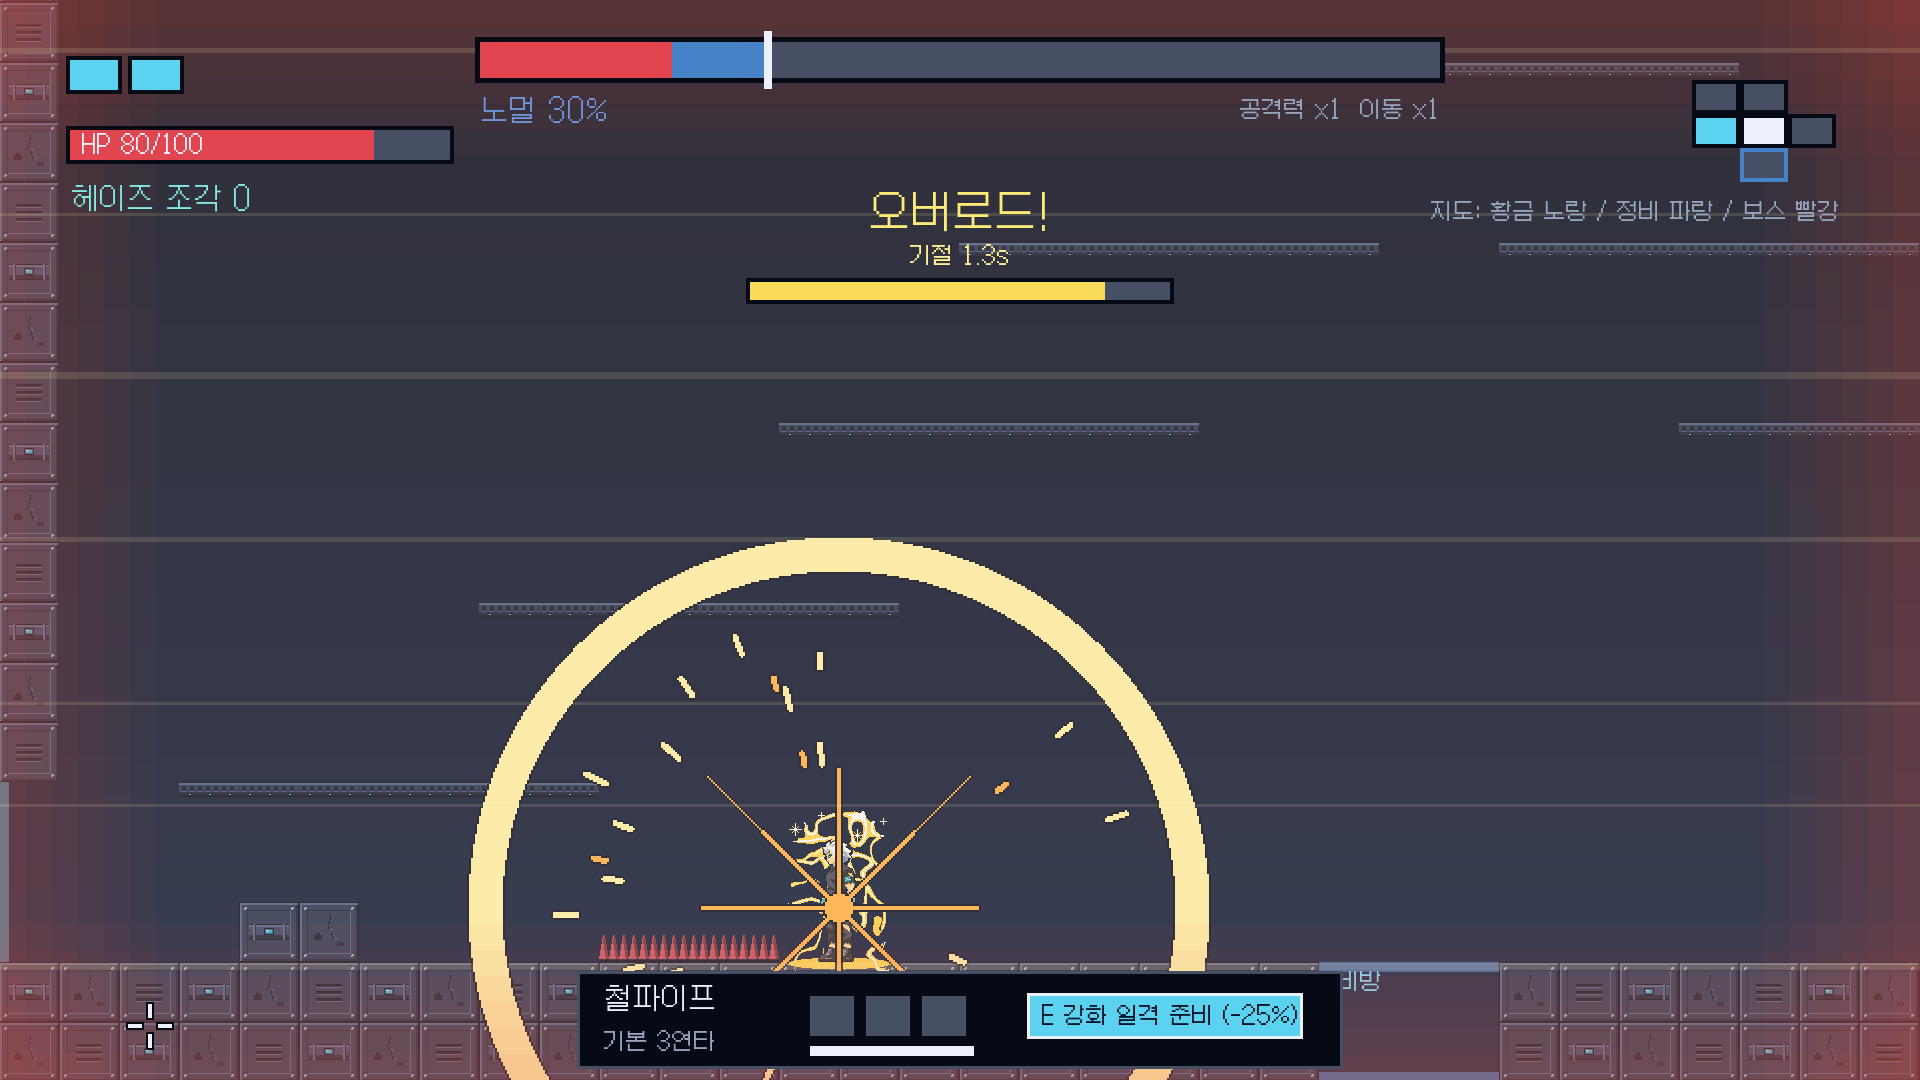 노멀 30%
공격력 x1 이동 x1
HP 80/100
헤이즈 조각 0
오버로드!
기절 1.3s
지도: 황금 노랑 / 정비 파랑 / 보스 빨강
철파이프
기본 3연타
E 강화 일격 준비 (-25%)